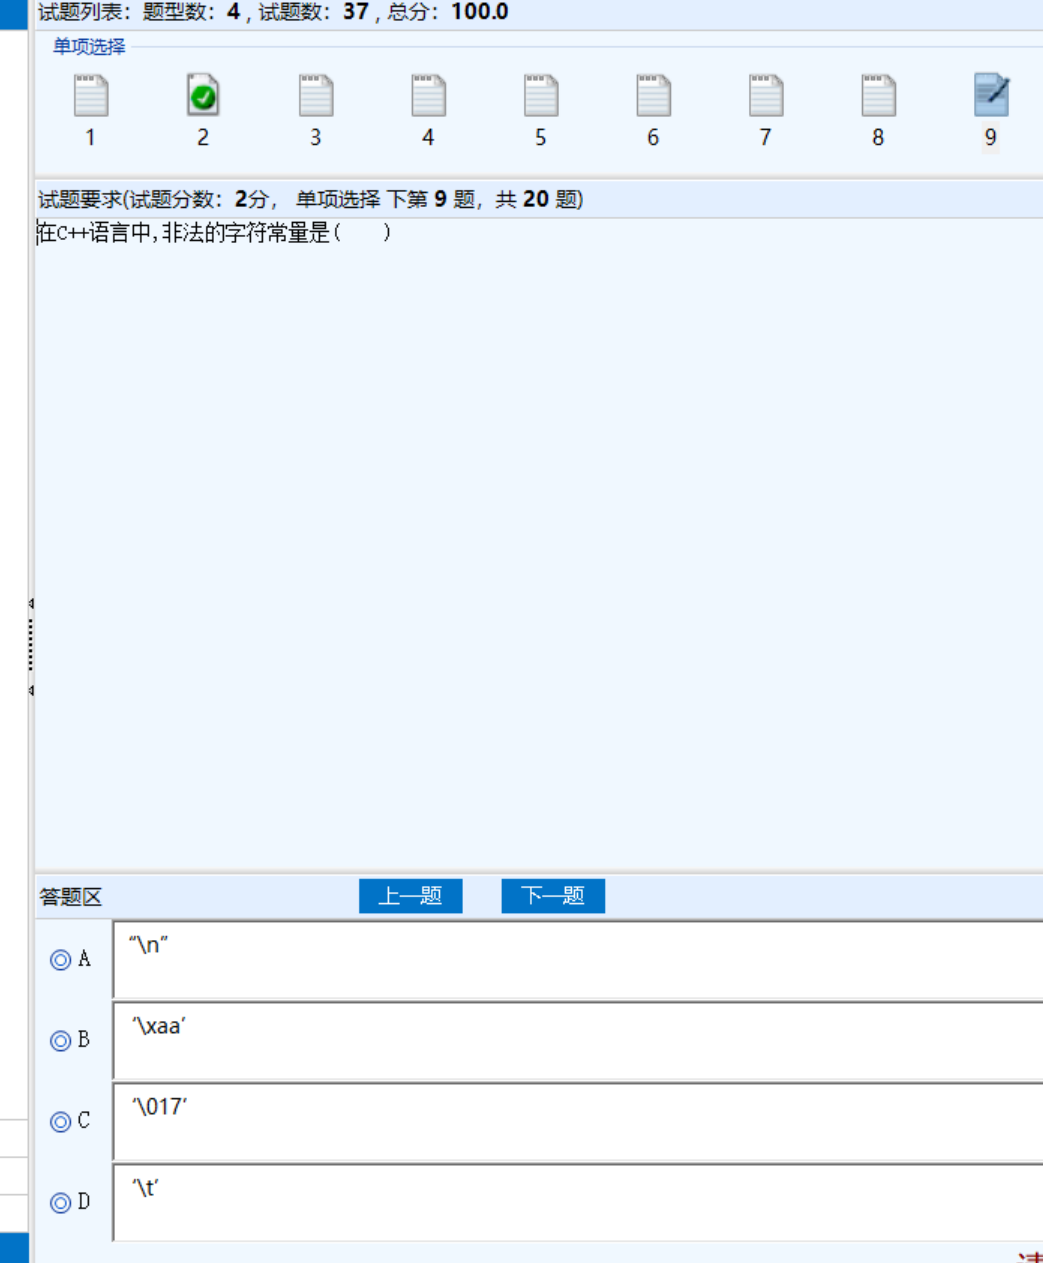 试题列表：题型数：4 , 试题数：37 , 总分：100.0
单项选择
1 2 3 4 5 6 7 8 9
试题要求(试题分数：2分， 单项选择 下第 9 题，共 20 题)
在C++语言中,非法的字符常量是( )
答题区 上一题 下一题
A “\n”
B ‘\xaa’
C ‘\017’
D ‘\t’